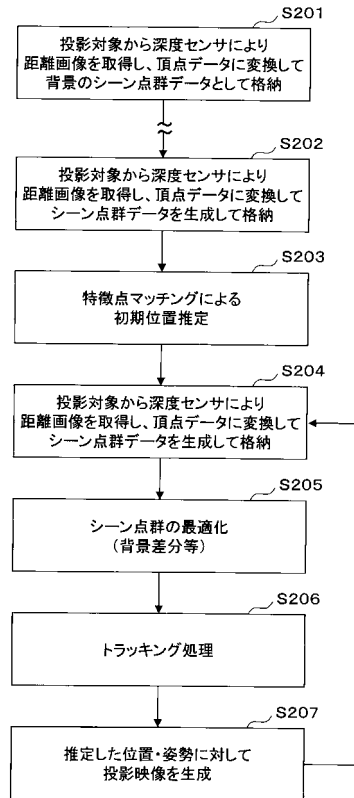 S201
投影対象から深度センサにより
距離画像を取得し、頂点データに変換して
背景のシーン点群データとして格納
S202
投影対象から深度センサにより
距離画像を取得し、頂点データに変換して
シーン点群データを生成して格納
S203
特徴点マッチングによる
初期位置推定
S204
投影対象から深度センサにより
距離画像を取得し、頂点データに変換して
シーン点群データを生成して格納
S205
シーン点群の最適化
(背景差分等)
S206
トラッキング処理
S207
推定した位置・姿勢に対して
投影映像を生成